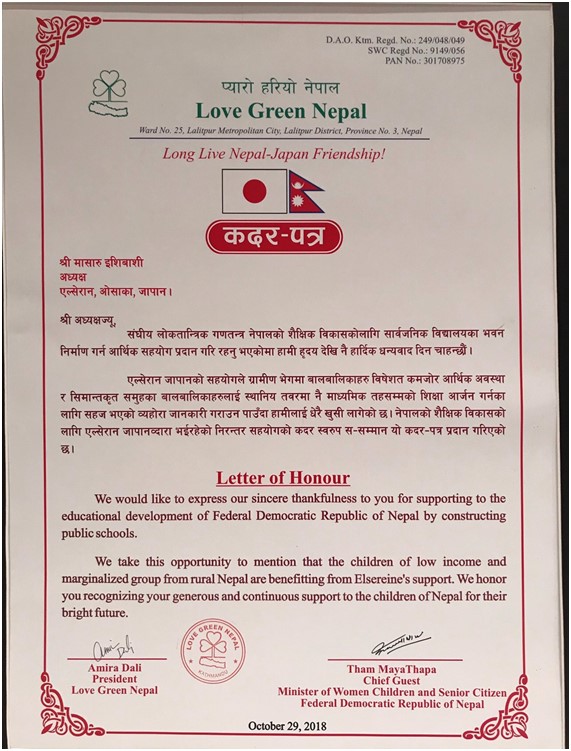 D.A.O. Ktm. Regd. No.: 249/048/049
SWC Regd No.: 9149/056
PAN No.: 301708975
प्यारो हरियो नेपाल
Love Green Nepal
Ward No. 25, Lalitpur Metropolitan City, Lalitpur District, Province No. 3, Nepal
Long Live Nepal-Japan Friendship!
कदर-पत्र
श्री मासारु इशिबाशी
अध्यक्ष
एल्सेरान, ओसाका, जापान ।
श्री अध्यक्षज्यू,
संघीय लोकतान्त्रिक गणतन्त्र नेपालको शैक्षिक विकासकोलागि सार्वजनिक विद्यालयका भवन
निर्माण गर्न आर्थिक सहयोग प्रदान गरि रहनु भएकोमा हामी हृदय देखि नै हार्दिक धन्यवाद दिन चाहन्छौं ।
एल्सेरान जापानको सहयोगले ग्रामीण भेगमा बालबालिकाहरु विषेशत कमजोर आर्थिक अवस्था
र सिमान्तकृत समुहका बालबालिकाहरुलाई स्थानिय तवरमा नै माध्यमिक तहसम्मको शिक्षा आर्जन गर्नका
लागि सहज भएको व्यहोरा जानकारी गराउन पाउँदा हामीलाई धेरै खुसी लागेको छ । नेपालको शैक्षिक विकासको
लागि एल्सेरान जापानव्दारा भईरहेको निरन्तर सहयोगको कदर स्वरुप स-सम्मान यो कदर-पत्र प्रदान गरिएको
छ ।
Letter of Honour
We would like to express our sincere thankfulness to you for supporting to the
educational development of Federal Democratic Republic of Nepal by constructing
public schools.
We take this opportunity to mention that the children of low income and
marginalized group from rural Nepal are benefitting from Elsereine's support. We honor
you recognizing your generous and continuous support to the children of Nepal for their
bright future.
LOVE GREEN NEPAL
KATHMANDU
Amira Dali
President
Love Green Nepal
Tham MayaThapa
Chief Guest
Minister of Women Children and Senior Citizen
Federal Democratic Republic of Nepal
October 29, 2018